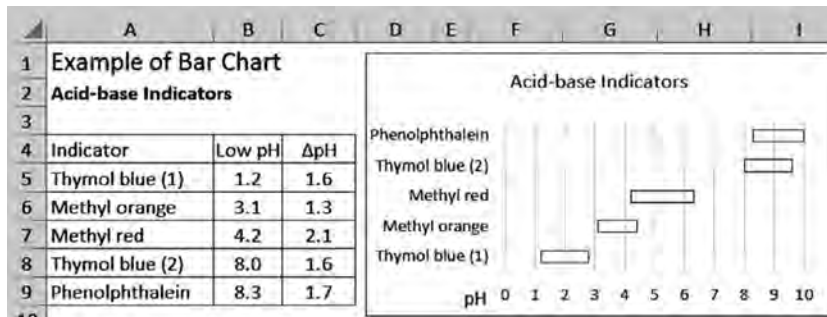 A B C D E F G H I
1 Example of Bar Chart
2 Acid-base Indicators
3
4 Indicator Low pH ΔpH
5 Thymol blue (1) 1.2 1.6
6 Methyl orange 3.1 1.3
7 Methyl red 4.2 2.1
8 Thymol blue (2) 8.0 1.6
9 Phenolphthalein 8.3 1.7
Acid-base Indicators
Phenolphthalein
Thymol blue (2)
Methyl red
Methyl orange
Thymol blue (1)
pH 0 1 2 3 4 5 6 7 8 9 10